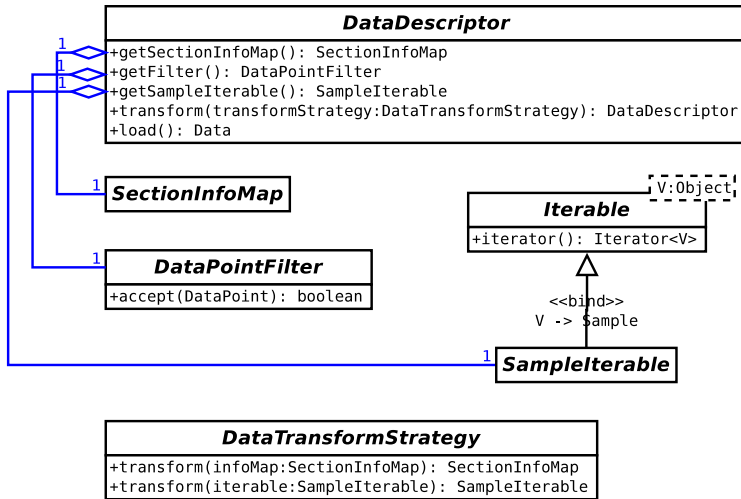 DataDescriptor
1
+getSectionInfoMap(): SectionInfoMap
1
+getFilter(): DataPointFilter
1
+getSampleIterable(): SampleIterable
+transform(transformStrategy:DataTransformStrategy): DataDescriptor
+load(): Data
1
SectionInfoMap
V:Object
Iterable
+iterator(): Iterator<V>
1
DataPointFilter
+accept(DataPoint): boolean
<<bind>>
V -> Sample
1
SampleIterable
DataTransformStrategy
+transform(infoMap:SectionInfoMap): SectionInfoMap
+transform(iterable:SampleIterable): SampleIterable